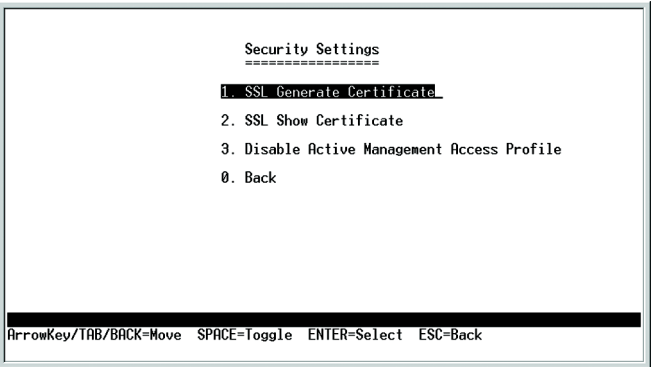 Security Settings
=================
1. SSL Generate Certificate_
2. SSL Show Certificate
3. Disable Active Management Access Profile
0. Back
ArrowKey/TAB/BACK=Move  SPACE=Toggle  ENTER=Select  ESC=Back